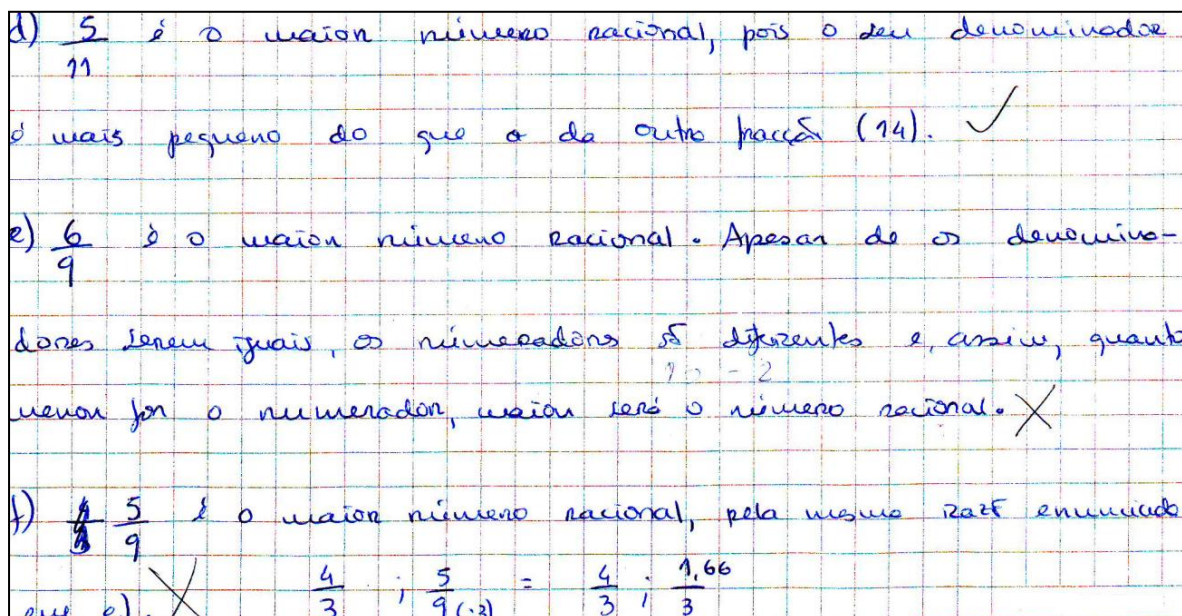 d) 5/11 é o maior número racional, pois o seu denominador
é mais pequeno do que o da outra fracção (14). ✓
e) 6/9 é o maior número racional. Apesar de os denomina-
dores serem iguais, os númeradores são diferentes e, assim, quanto
menor for o numerador, maior será o número racional. X
f) 5/9 é o maior número racional, pela mesma razão enunciada
em e). X 4/3 ; 5/9 (:3) = 4/3 ; 1,66/3